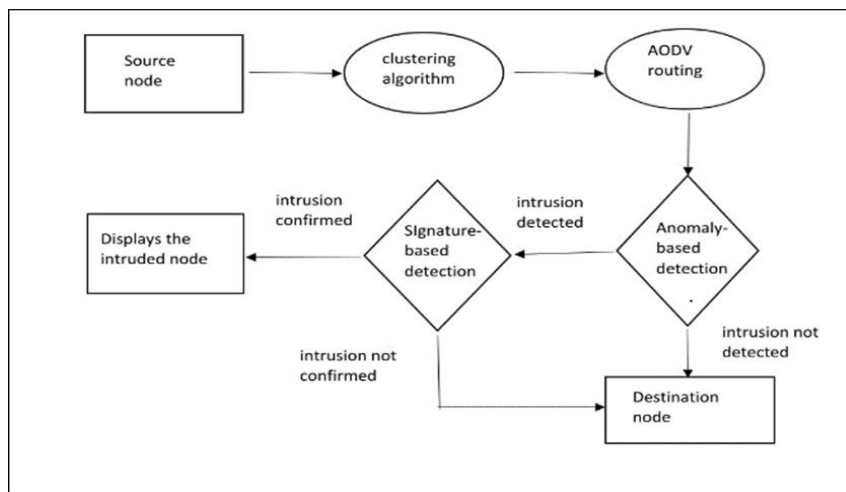 Source
node
clustering
algorithm
AODV
routing
intrusion
confirmed
intrusion
detected
Displays the
intruded node
SIgnature-
based
detection
Anomaly-
based
detection
.
intrusion not
confirmed
intrusion not
detected
Destination
node